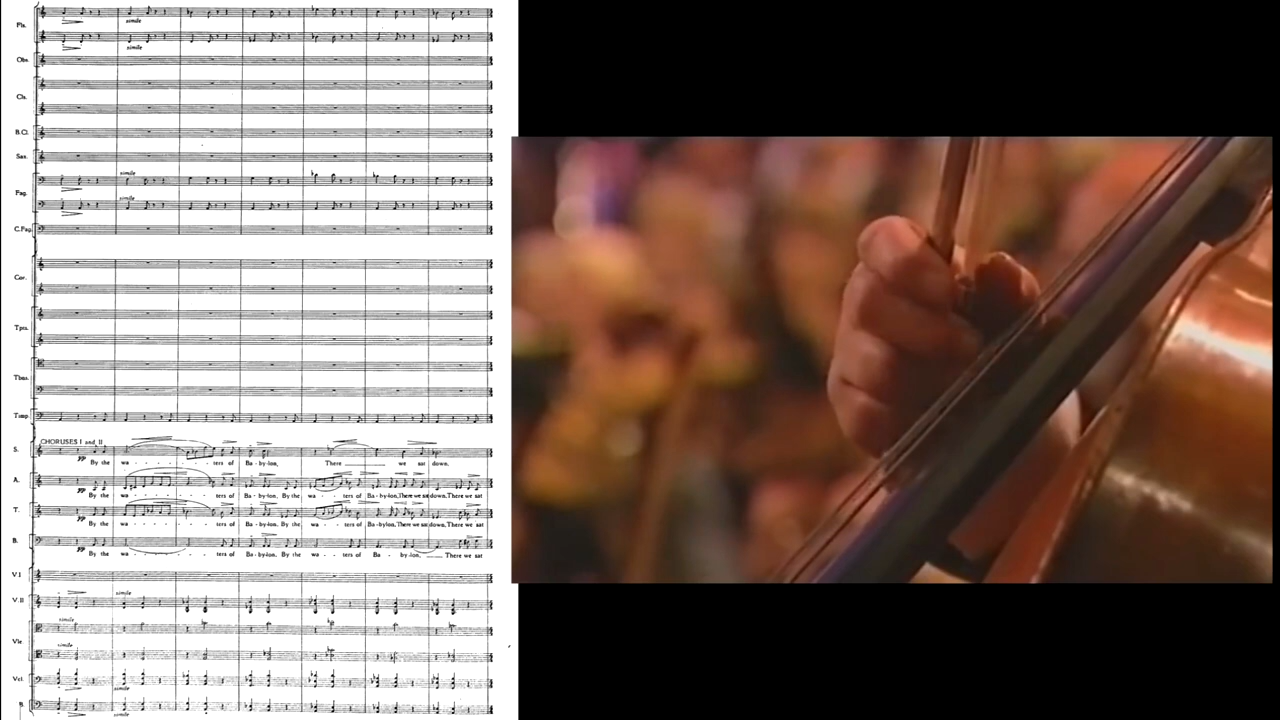 Fls.
simile
simile
Obs.
Cls.
B.Cl.
Sax.
simile
Fag.
simile
C.Fag.
Cor.
Tpts.
Tbns.
Timp.
CHORUSES I and II
S.
pp By the wa - - - - - - - ters of Ba - by-lon, There we sat down,
A.
pp By the wa - - - - - - - ters of Ba - by-lon, By the wa - - ters of Ba - by-lon, There we sat down, There we sat
T.
pp By the wa - - - - - - - ters of Ba - by-lon, By the wa - - ters of Ba - by-lon, There we sat down, There we sat
B.
pp By the wa - - - - - - - ters of Ba - by-lon, By the wa - - ters of Ba - by-lon, There we sat
V.I
simile
V.II
simile
Vle.
simile
Vcl.
simile
B.
simile